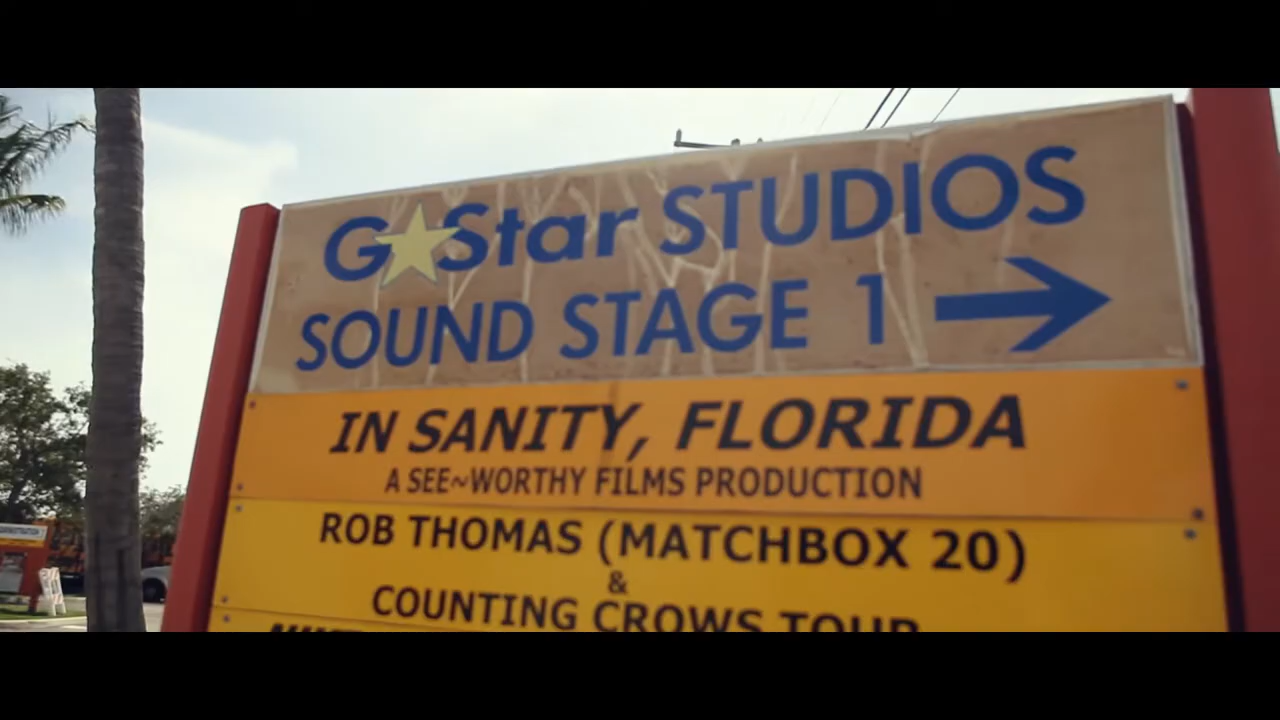 G★Star STUDIOS
SOUND STAGE 1 →
IN SANITY, FLORIDA
A SEE~WORTHY FILMS PRODUCTION
ROB THOMAS (MATCHBOX 20)
&
COUNTING CROWS TOUR